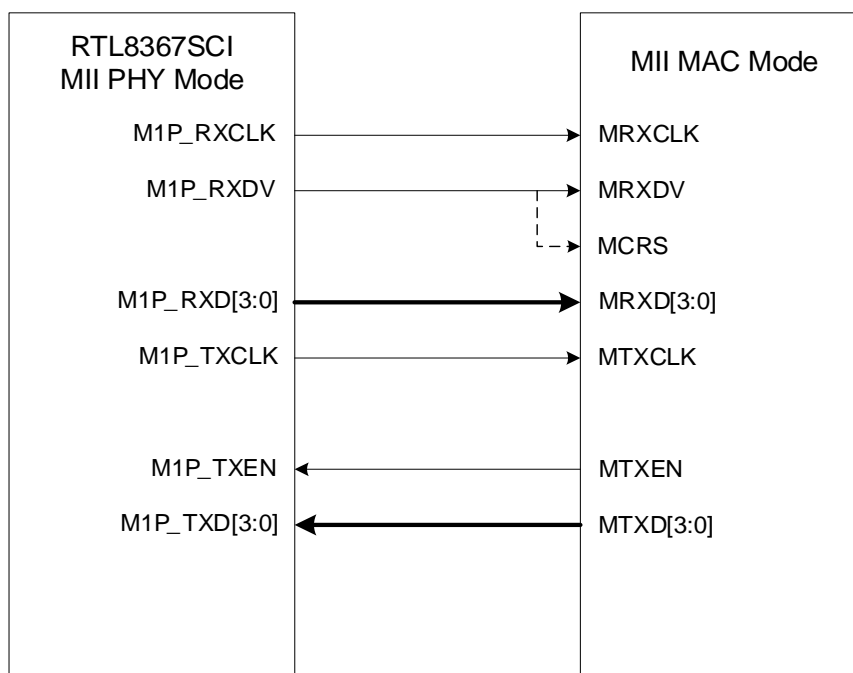 RTL8367SCI
MII PHY Mode
MII MAC Mode
M1P_RXCLK
MRXCLK
M1P_RXDV
MRXDV
MCRS
M1P_RXD[3:0]
MRXD[3:0]
M1P_TXCLK
MTXCLK
M1P_TXEN
MTXEN
M1P_TXD[3:0]
MTXD[3:0]